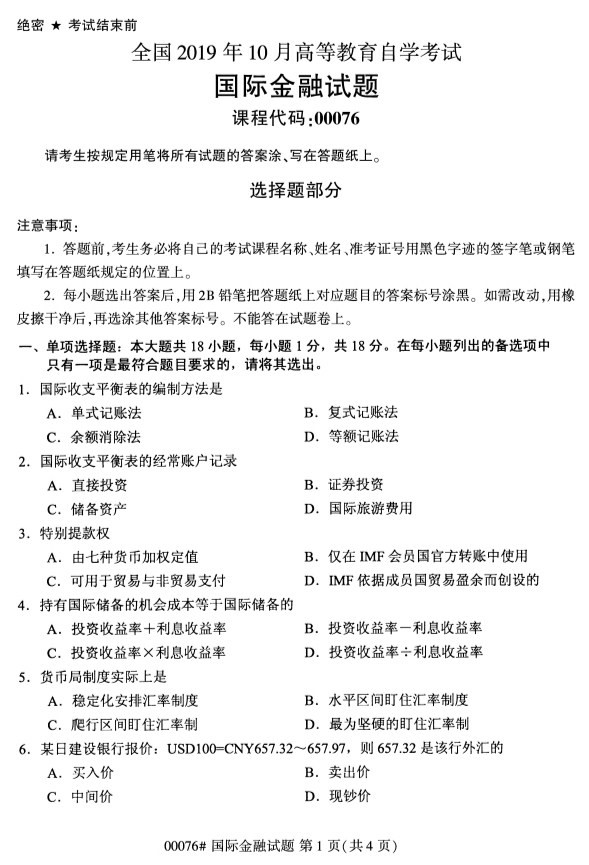 绝密 ★ 考试结束前
全国 2019 年 10 月高等教育自学考试
国际金融试题
课程代码:00076
请考生按规定用笔将所有试题的答案涂、写在答题纸上。
选择题部分
注意事项:
1. 答题前,考生务必将自己的考试课程名称、姓名、准考证号用黑色字迹的签字笔或钢笔
填写在答题纸规定的位置上。
2. 每小题选出答案后,用 2B 铅笔把答题纸上对应题目的答案标号涂黑。如需改动,用橡
皮擦干净后,再选涂其他答案标号。不能答在试题卷上。
一、单项选择题:本大题共 18 小题,每小题 1 分,共 18 分。在每小题列出的备选项中
只有一项是最符合题目要求的,请将其选出。
1. 国际收支平衡表的编制方法是
A. 单式记账法 B. 复式记账法
C. 余额消除法 D. 等额记账法
2. 国际收支平衡表的经常账户记录
A. 直接投资 B. 证券投资
C. 储备资产 D. 国际旅游费用
3. 特别提款权
A. 由七种货币加权定值 B. 仅在 IMF 会员国官方转账中使用
C. 可用于贸易与非贸易支付 D. IMF 依据成员国贸易盈余而创设的
4. 持有国际储备的机会成本等于国际储备的
A. 投资收益率+利息收益率 B. 投资收益率-利息收益率
C. 投资收益率×利息收益率 D. 投资收益率÷利息收益率
5. 货币局制度实际上是
A. 稳定化安排汇率制度 B. 水平区间盯住汇率制度
C. 爬行区间盯住汇率制 D. 最为坚硬的盯住汇率制
6. 某日建设银行报价:USD100=CNY657.32~657.97,则 657.32 是该行外汇的
A. 买入价 B. 卖出价
C. 中间价 D. 现钞价
00076# 国际金融试题 第 1 页(共 4 页)